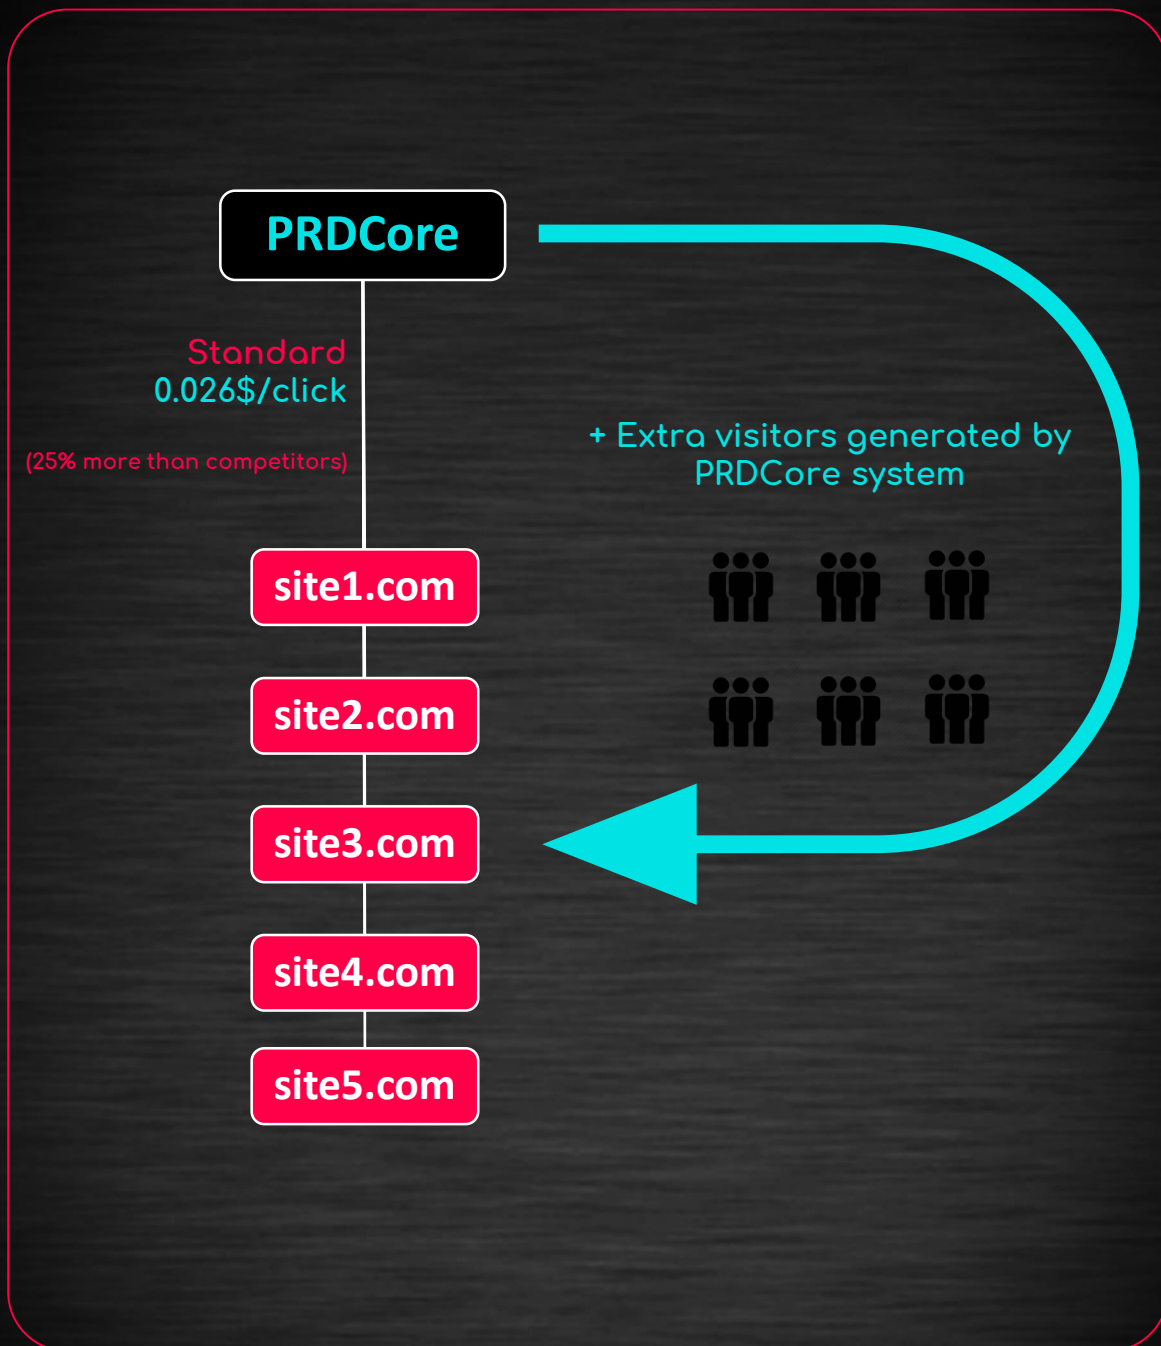 PRDCore
Standard
0.026$/click
(25% more than competitors)
+ Extra visitors generated by
PRDCore system
site1.com
site2.com
site3.com
site4.com
site5.com